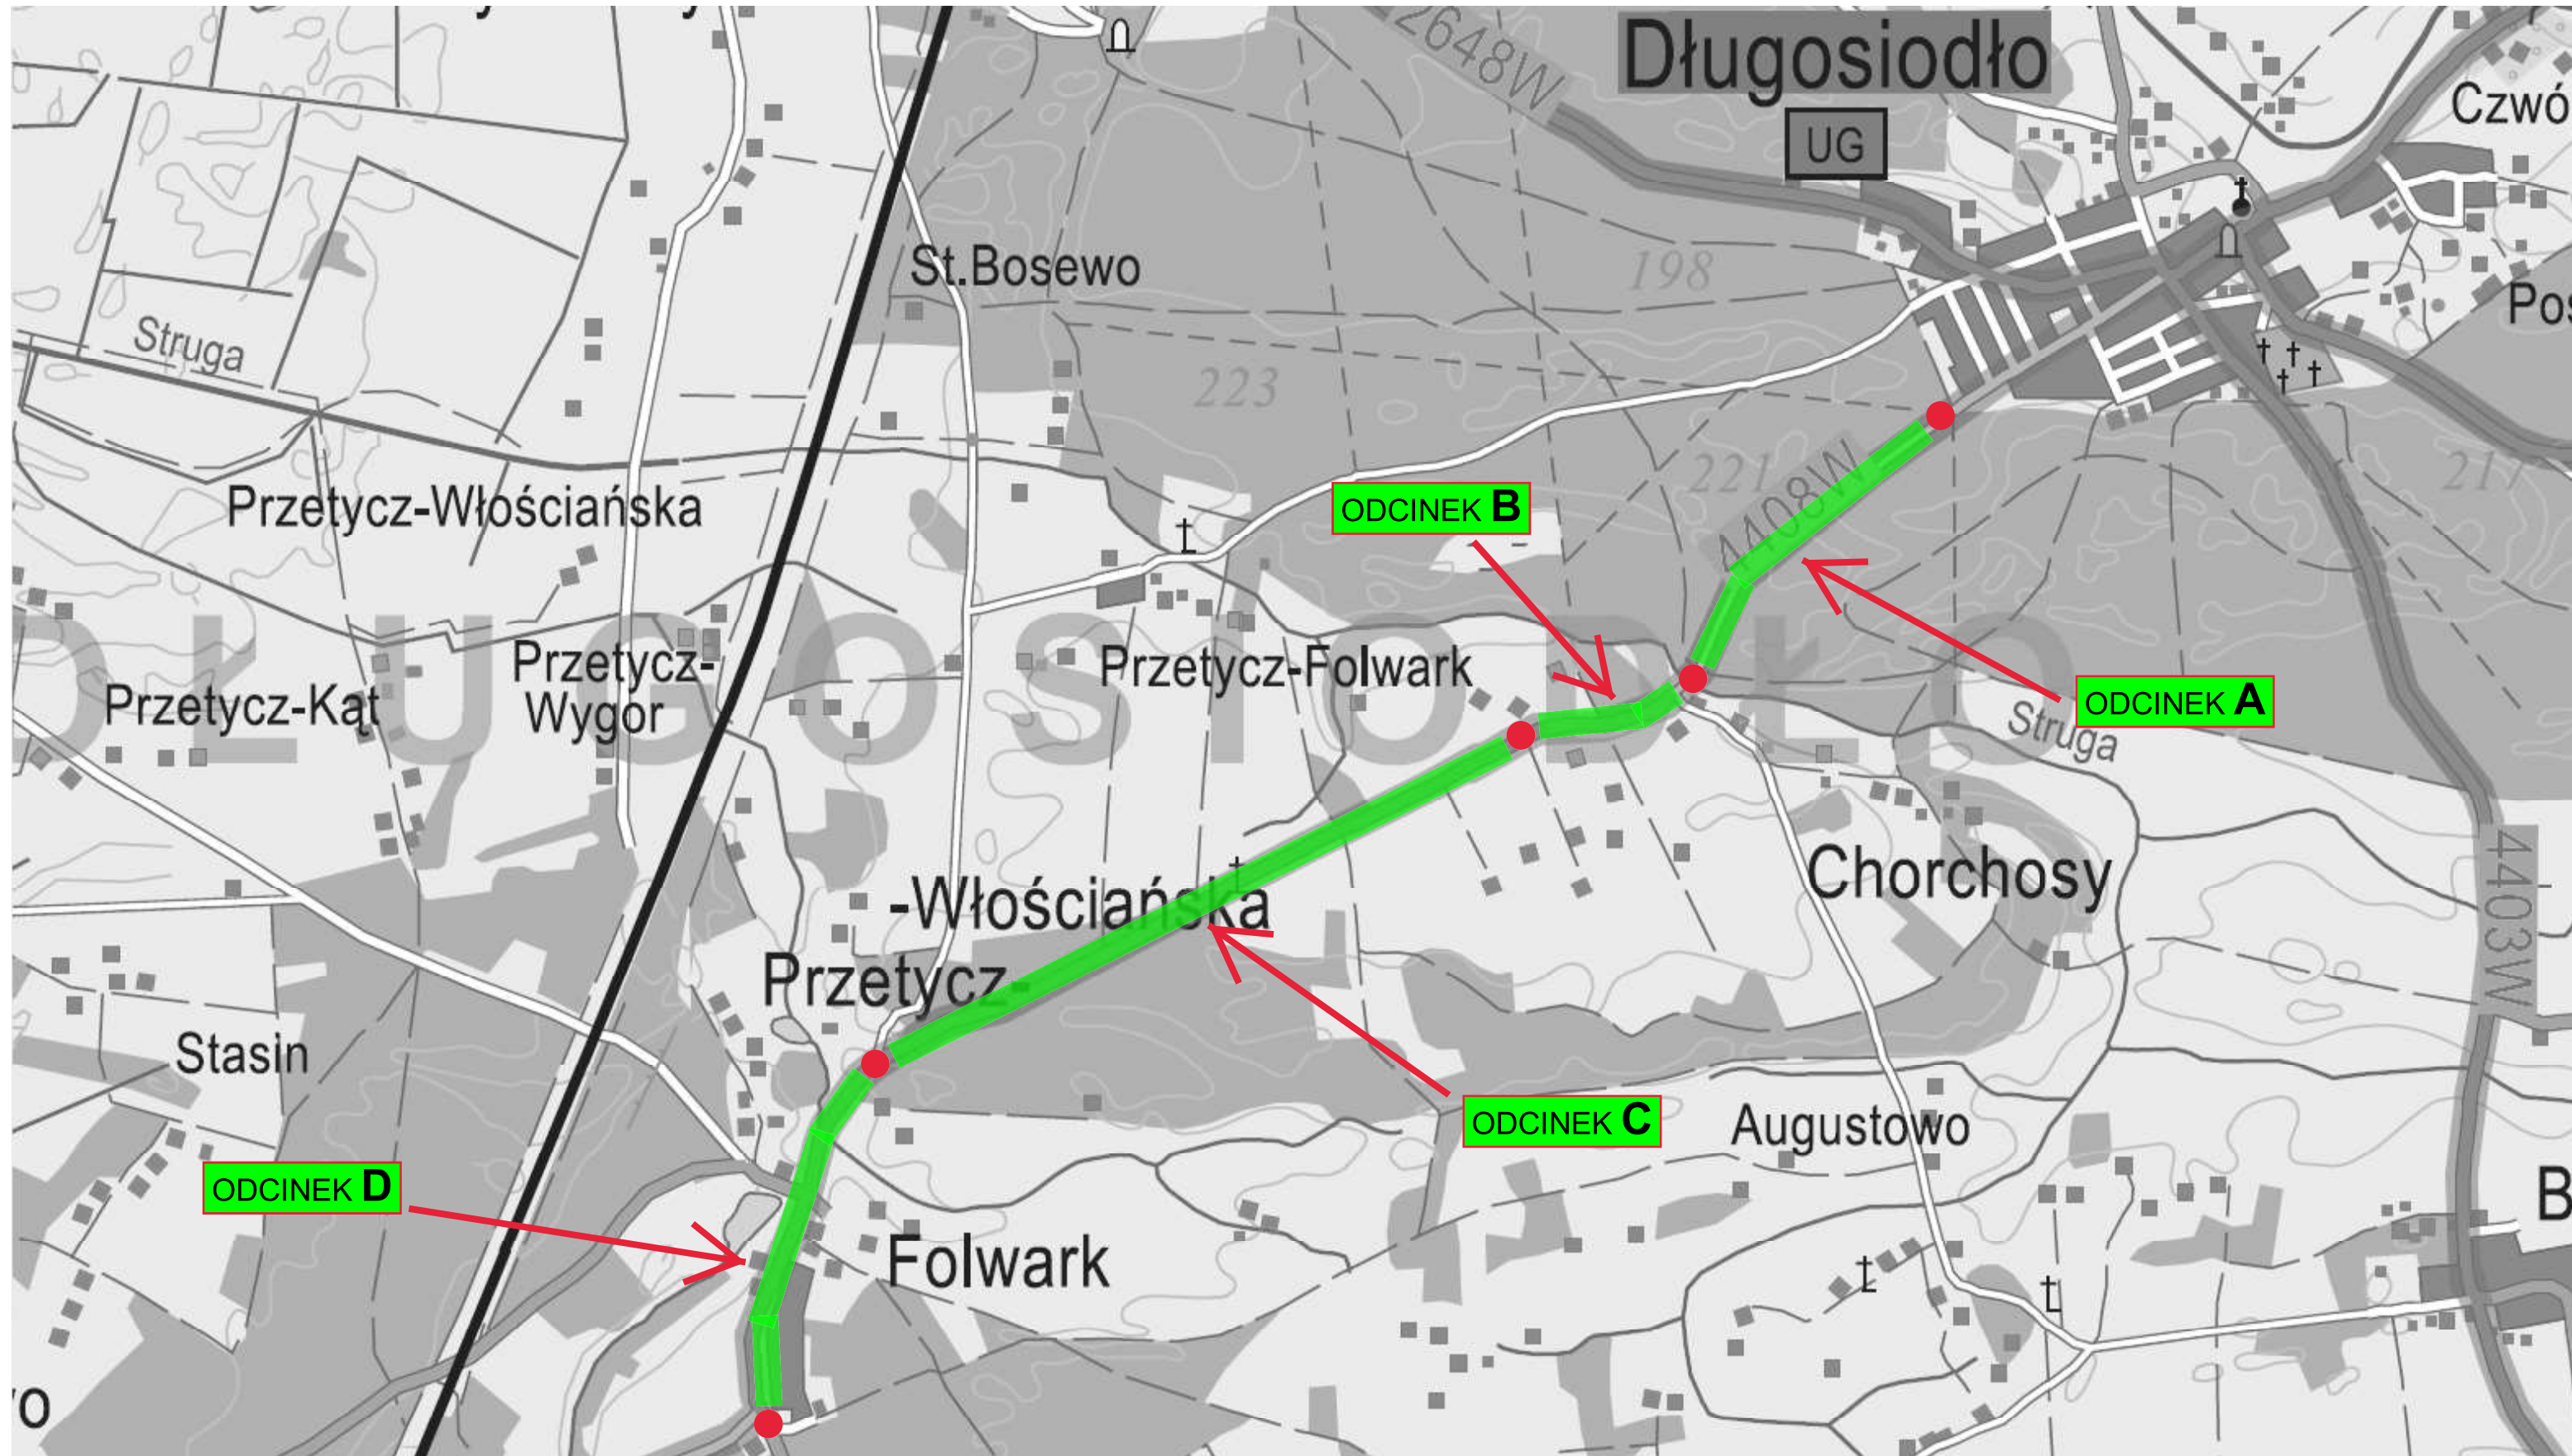 2648W
Długosiodło
UG
Czwó
198
St.Bosewo
Struga
223
Pos
221
217
4408W
Przetycz-Włościańska
ODCINEK B
DŁUGOSIODŁO
Przetycz-
Wygor
Przetycz-Folwark
Przetycz-Kąt
ODCINEK A
Struga
4403W
Chorchosy
-Włościańska
Przetycz-
Stasin
ODCINEK C
Augustowo
ODCINEK D
B
Folwark
o